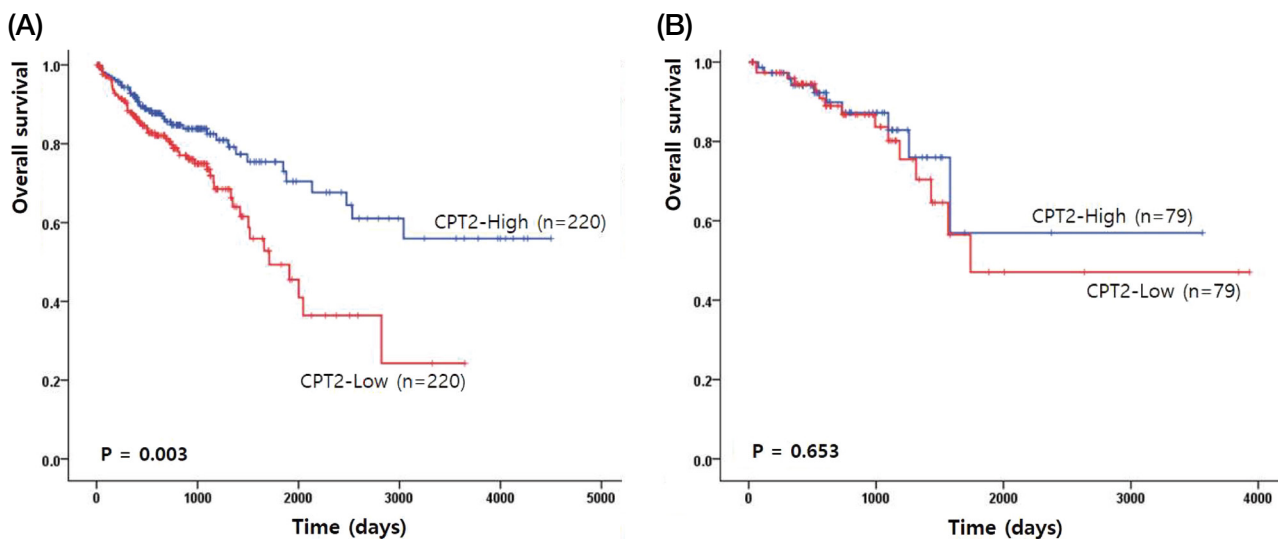 (A)
Overall survival
1.0
0.8
0.6
0.4
0.2
0.0
CPT2-High (n=220)
CPT2-Low (n=220)
P = 0.003
0 1000 2000 3000 4000 5000
Time (days)
(B)
Overall survival
1.0
0.8
0.6
0.4
0.2
0.0
CPT2-High (n=79)
CPT2-Low (n=79)
P = 0.653
0 1000 2000 3000 4000
Time (days)